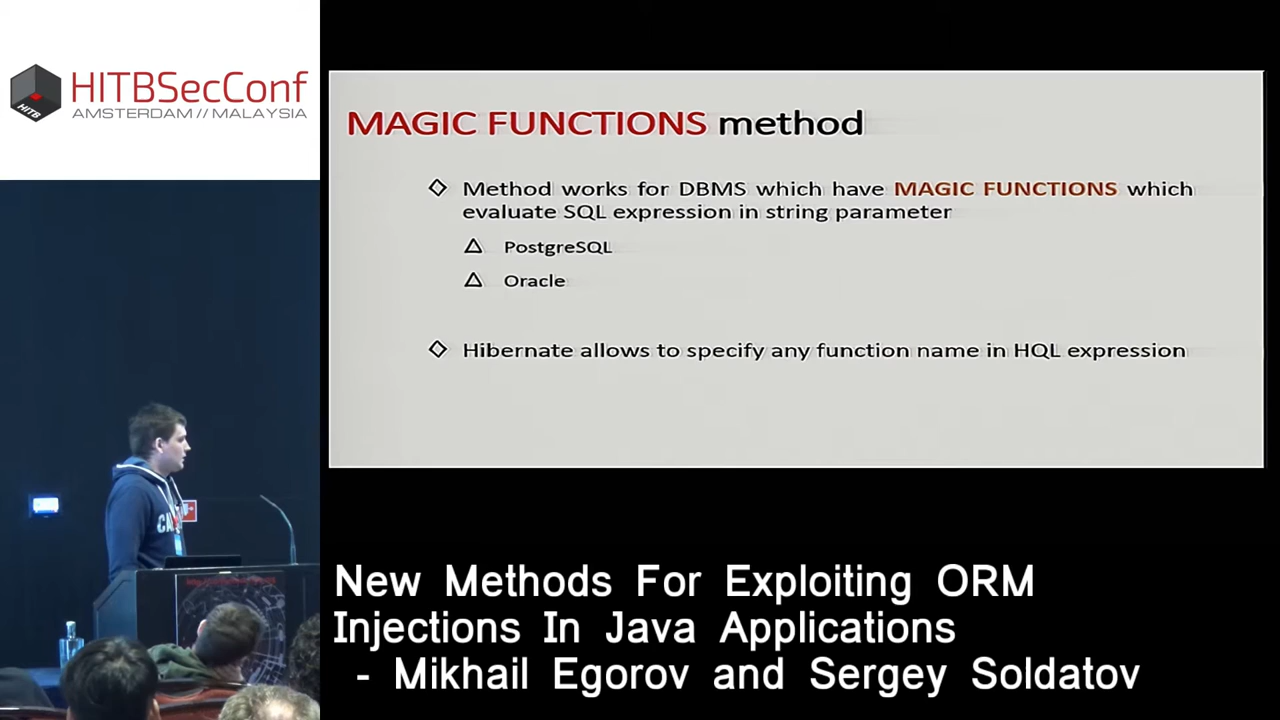 HITBSecConf
AMSTERDAM // MALAYSIA
HITB
MAGIC FUNCTIONS method
Method works for DBMS which have MAGIC FUNCTIONS which
evaluate SQL expression in string parameter
PostgreSQL
Oracle
Hibernate allows to specify any function name in HQL expression
New Methods For Exploiting ORM
Injections In Java Applications
- Mikhail Egorov and Sergey Soldatov